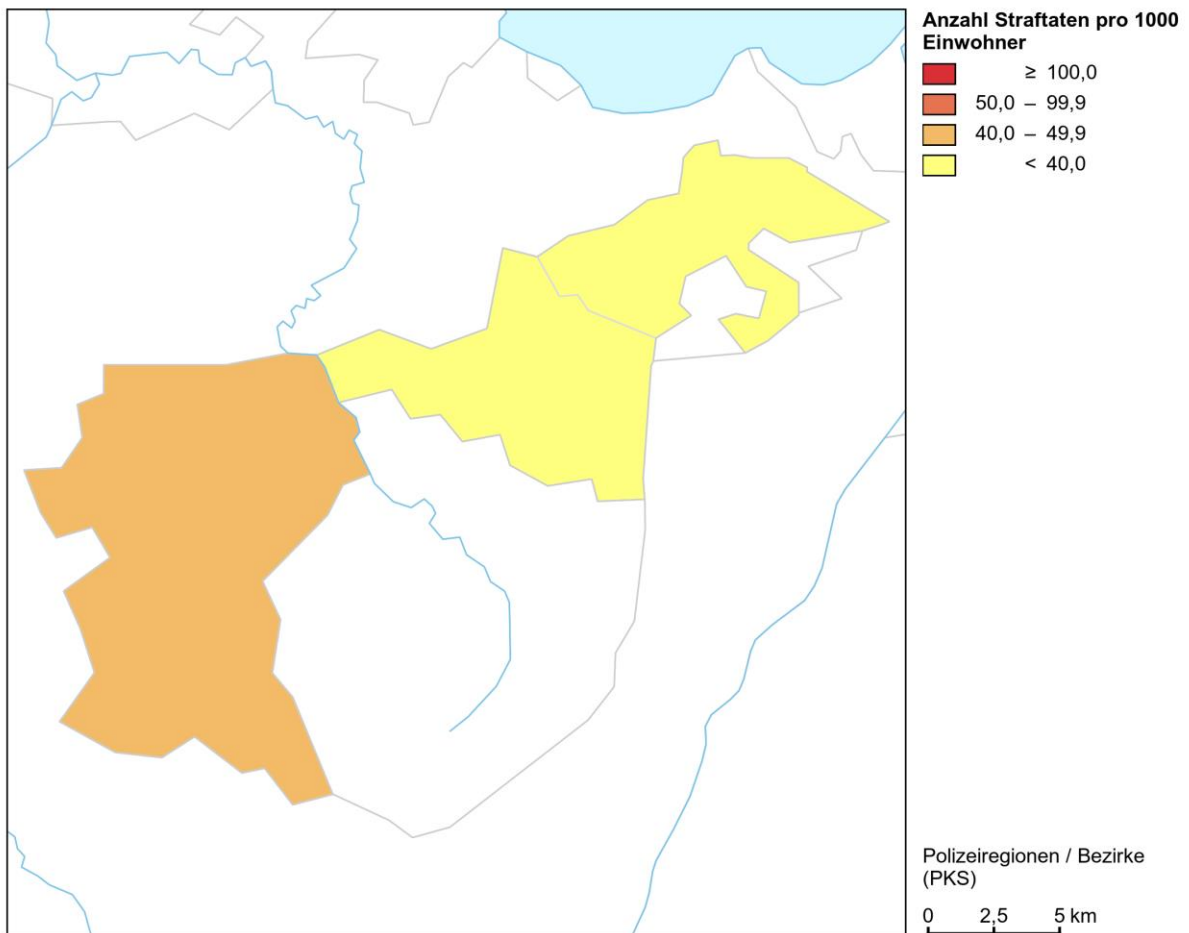 Anzahl Straftaten pro 1000
Einwohner
≥ 100,0
50,0 – 99,9
40,0 – 49,9
< 40,0
Polizeiregionen / Bezirke
(PKS)
0 2,5 5 km